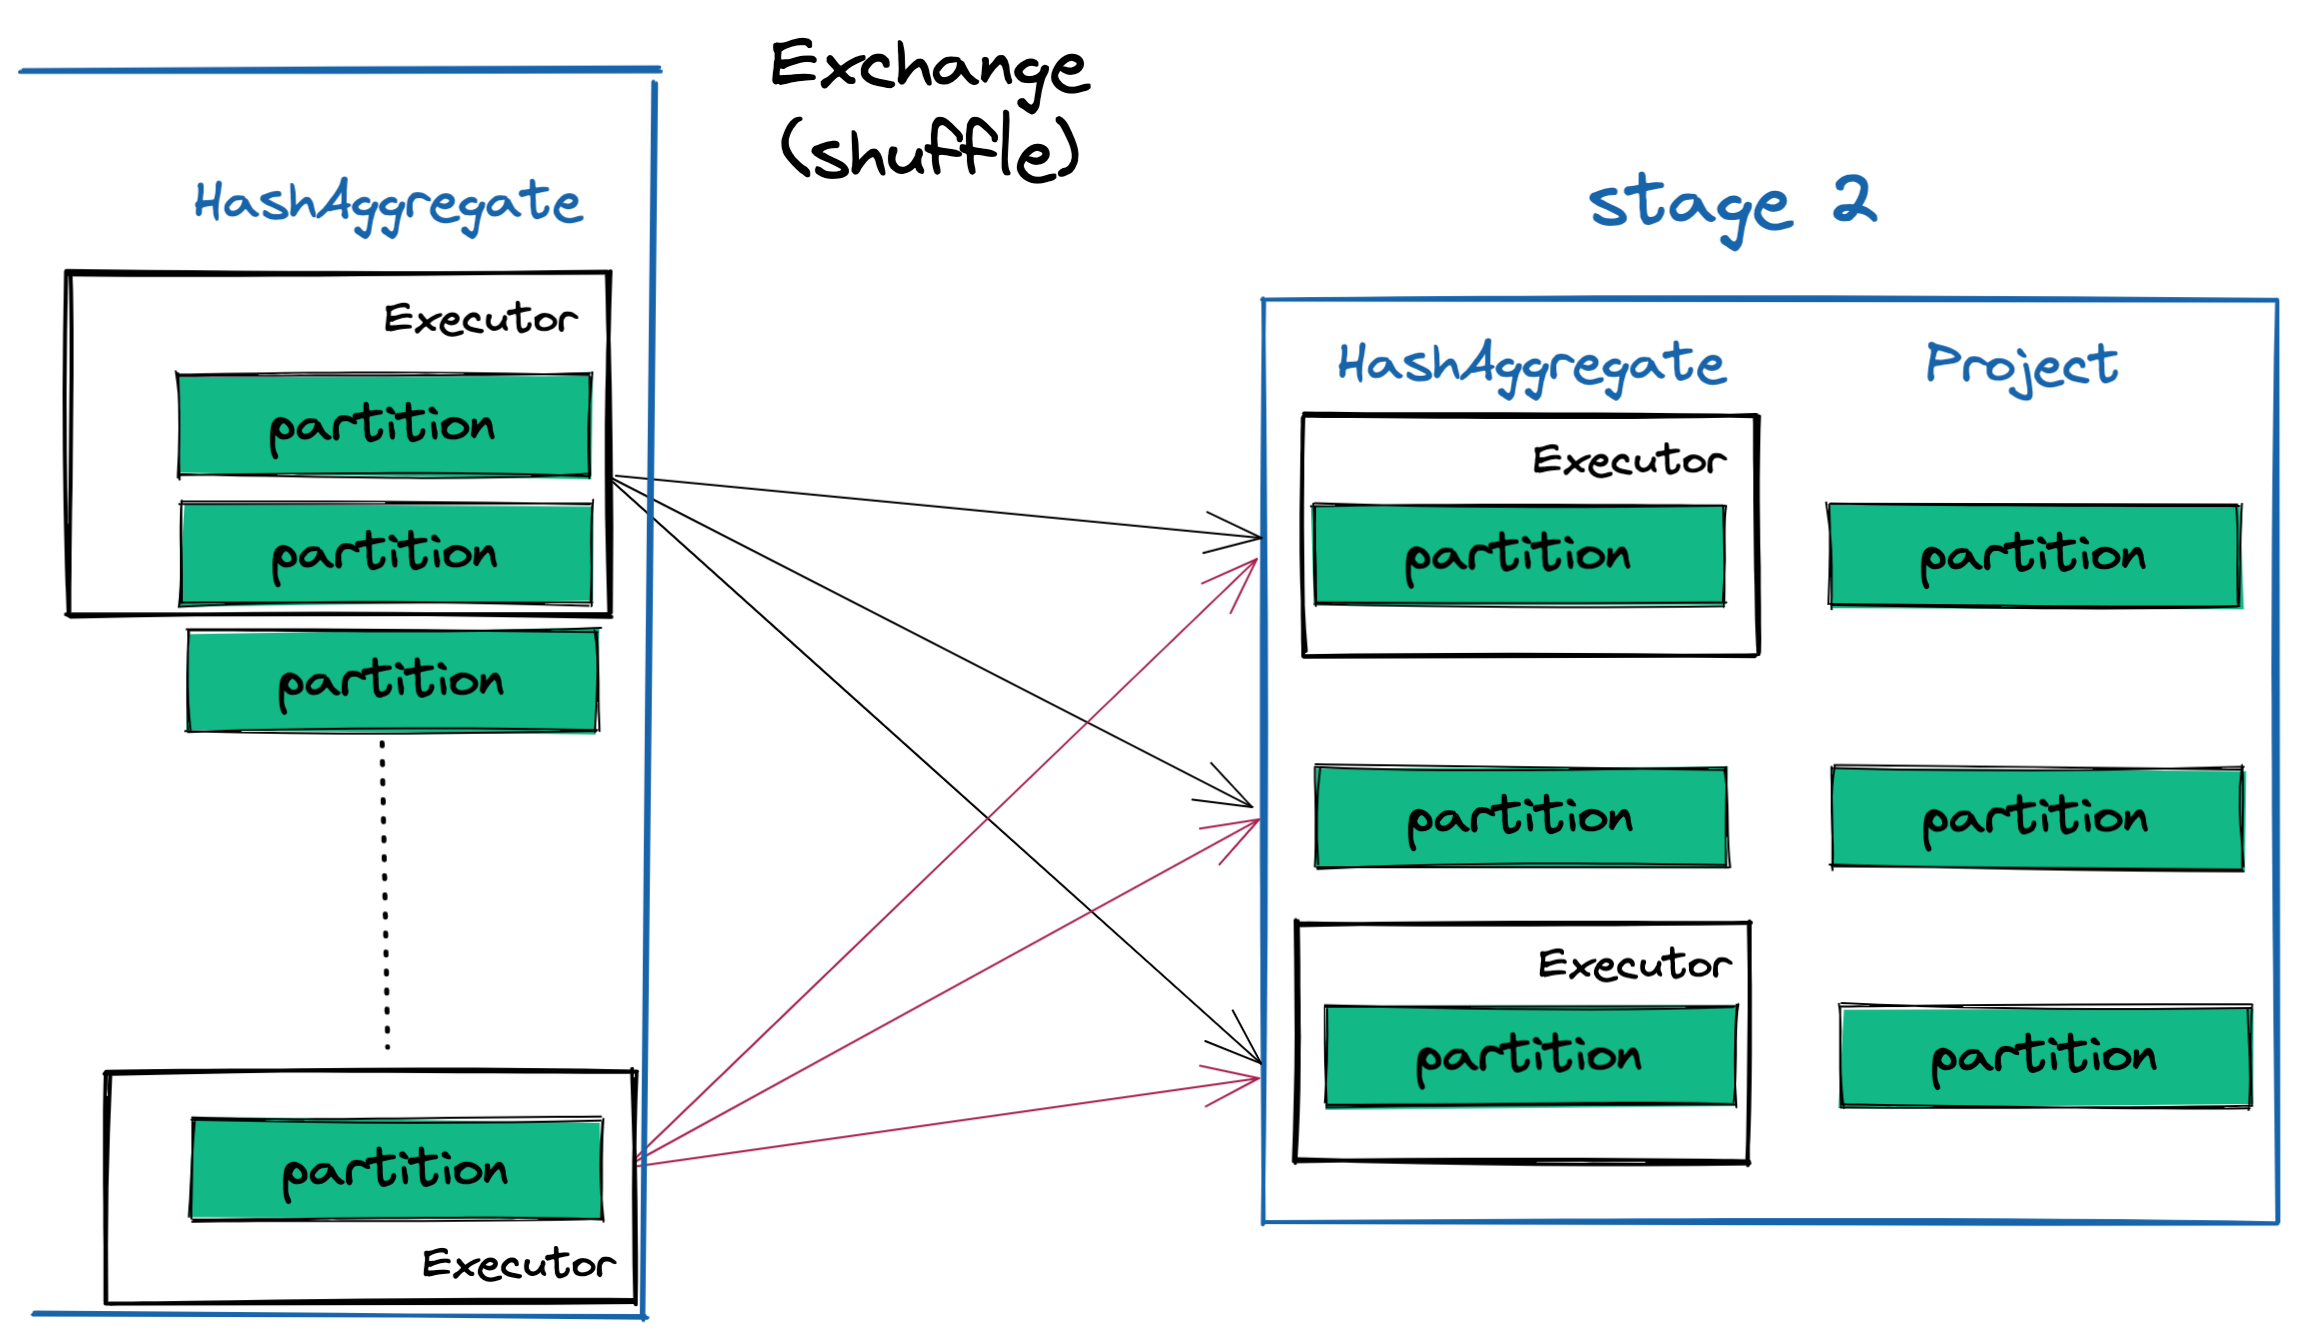 Exchange
(shuffle)
HashAggregate
Executor
partition
partition
partition
partition
Executor
stage 2
HashAggregate
Project
Executor
partition
partition
partition
partition
Executor
partition
partition